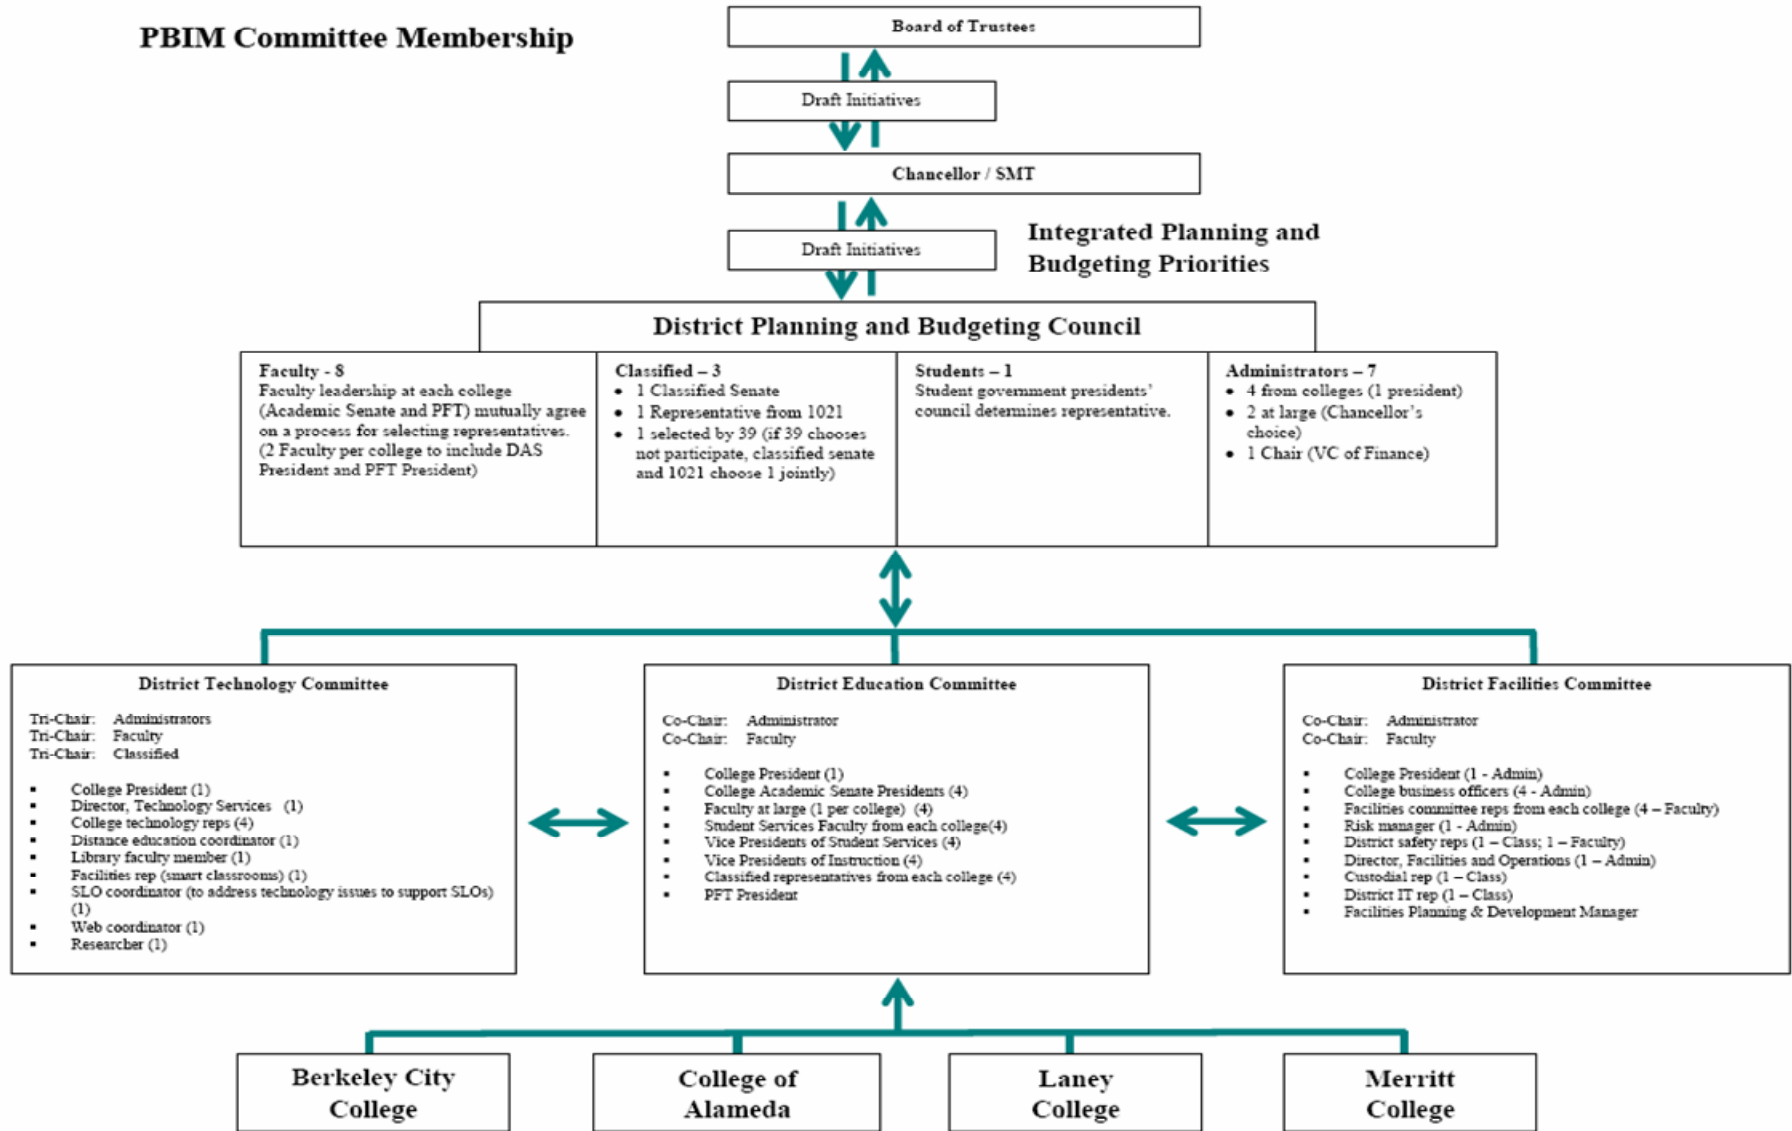 PBIM Committee Membership
Board of Trustees
Draft Initiatives
Chancellor / SMT
Draft Initiatives
Integrated Planning and
Budgeting Priorities
District Planning and Budgeting Council
Faculty - 8
Faculty leadership at each college
(Academic Senate and PFT) mutually agree
on a process for selecting representatives.
(2 Faculty per college to include DAS
President and PFT President)
Classified – 3
• 1 Classified Senate
• 1 Representative from 1021
• 1 selected by 39 (if 39 chooses
not participate, classified senate
and 1021 choose 1 jointly)
Students – 1
Student government presidents'
council determines representative.
Administrators – 7
• 4 from colleges (1 president)
• 2 at large (Chancellor's
choice)
• 1 Chair (VC of Finance)
District Technology Committee
Tri-Chair: Administrators
Tri-Chair: Faculty
Tri-Chair: Classified
▪ College President (1)
▪ Director, Technology Services (1)
▪ College technology reps (4)
▪ Distance education coordinator (1)
▪ Library faculty member (1)
▪ Facilities rep (smart classrooms) (1)
▪ SLO coordinator (to address technology issues to support SLOs)
(1)
▪ Web coordinator (1)
▪ Researcher (1)
District Education Committee
Co-Chair: Administrator
Co-Chair: Faculty
▪ College President (1)
▪ College Academic Senate Presidents (4)
▪ Faculty at large (1 per college) (4)
▪ Student Services Faculty from each college(4)
▪ Vice Presidents of Student Services (4)
▪ Vice Presidents of Instruction (4)
▪ Classified representatives from each college (4)
▪ PFT President
District Facilities Committee
Co-Chair: Administrator
Co-Chair: Faculty
▪ College President (1 - Admin)
▪ College business officers (4 - Admin)
▪ Facilities committee reps from each college (4 – Faculty)
▪ Risk manager (1 - Admin)
▪ District safety reps (1 – Class; 1 – Faculty)
▪ Director, Facilities and Operations (1 – Admin)
▪ Custodial rep (1 – Class)
▪ District IT rep (1 – Class)
▪ Facilities Planning & Development Manager
Berkeley City
College
College of
Alameda
Laney
College
Merritt
College